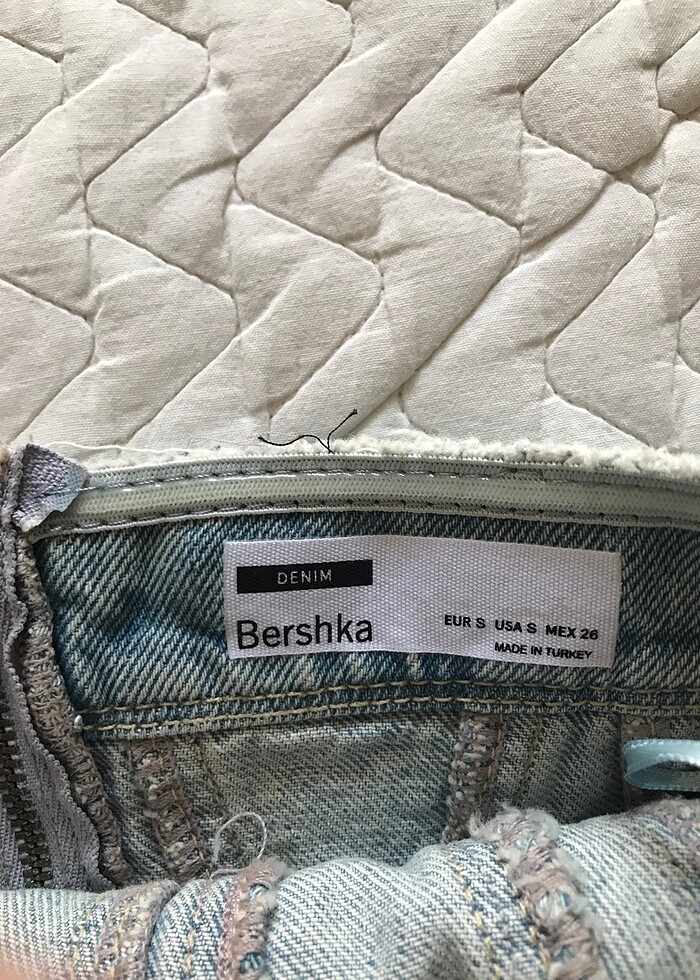 DENIM
Bershka
EUR S USA S MEX 26
MADE IN TURKEY